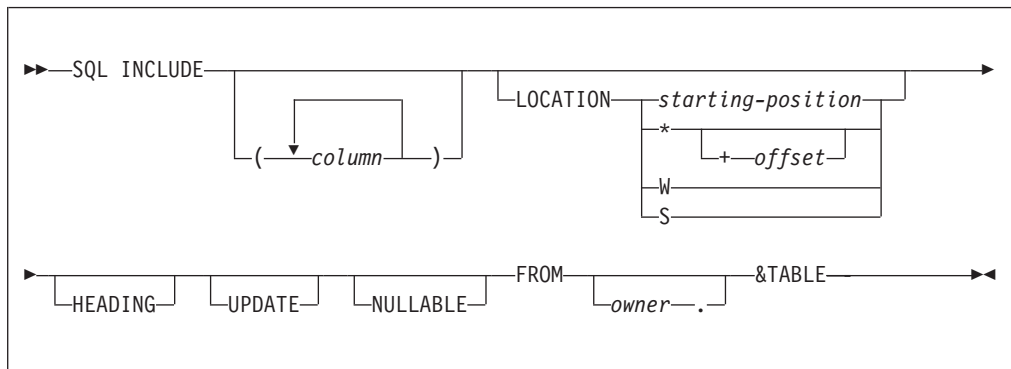 SQL INCLUDE
( column )
LOCATION starting-position
*
+ offset
W
S
HEADING UPDATE NULLABLE FROM owner . &TABLE